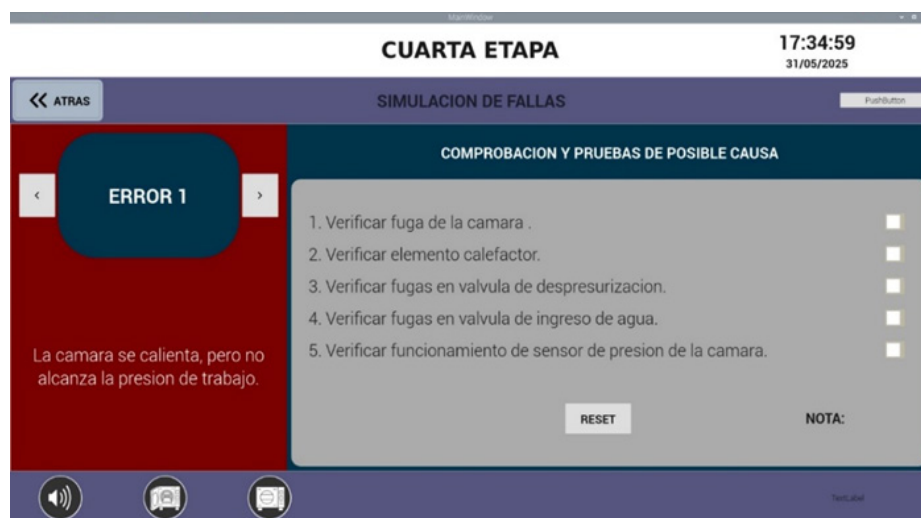 MainWindow
CUARTA ETAPA
17:34:59
31/05/2025
<< ATRAS
SIMULACION DE FALLAS
PushButton
ERROR 1
<
>
La camara se calienta, pero no
alcanza la presion de trabajo.
COMPROBACION Y PRUEBAS DE POSIBLE CAUSA
1. Verificar fuga de la camara .
2. Verificar elemento calefactor.
3. Verificar fugas en valvula de despresurizacion.
4. Verificar fugas en valvula de ingreso de agua.
5. Verificar funcionamiento de sensor de presion de la camara.
RESET
NOTA:
TextLabel